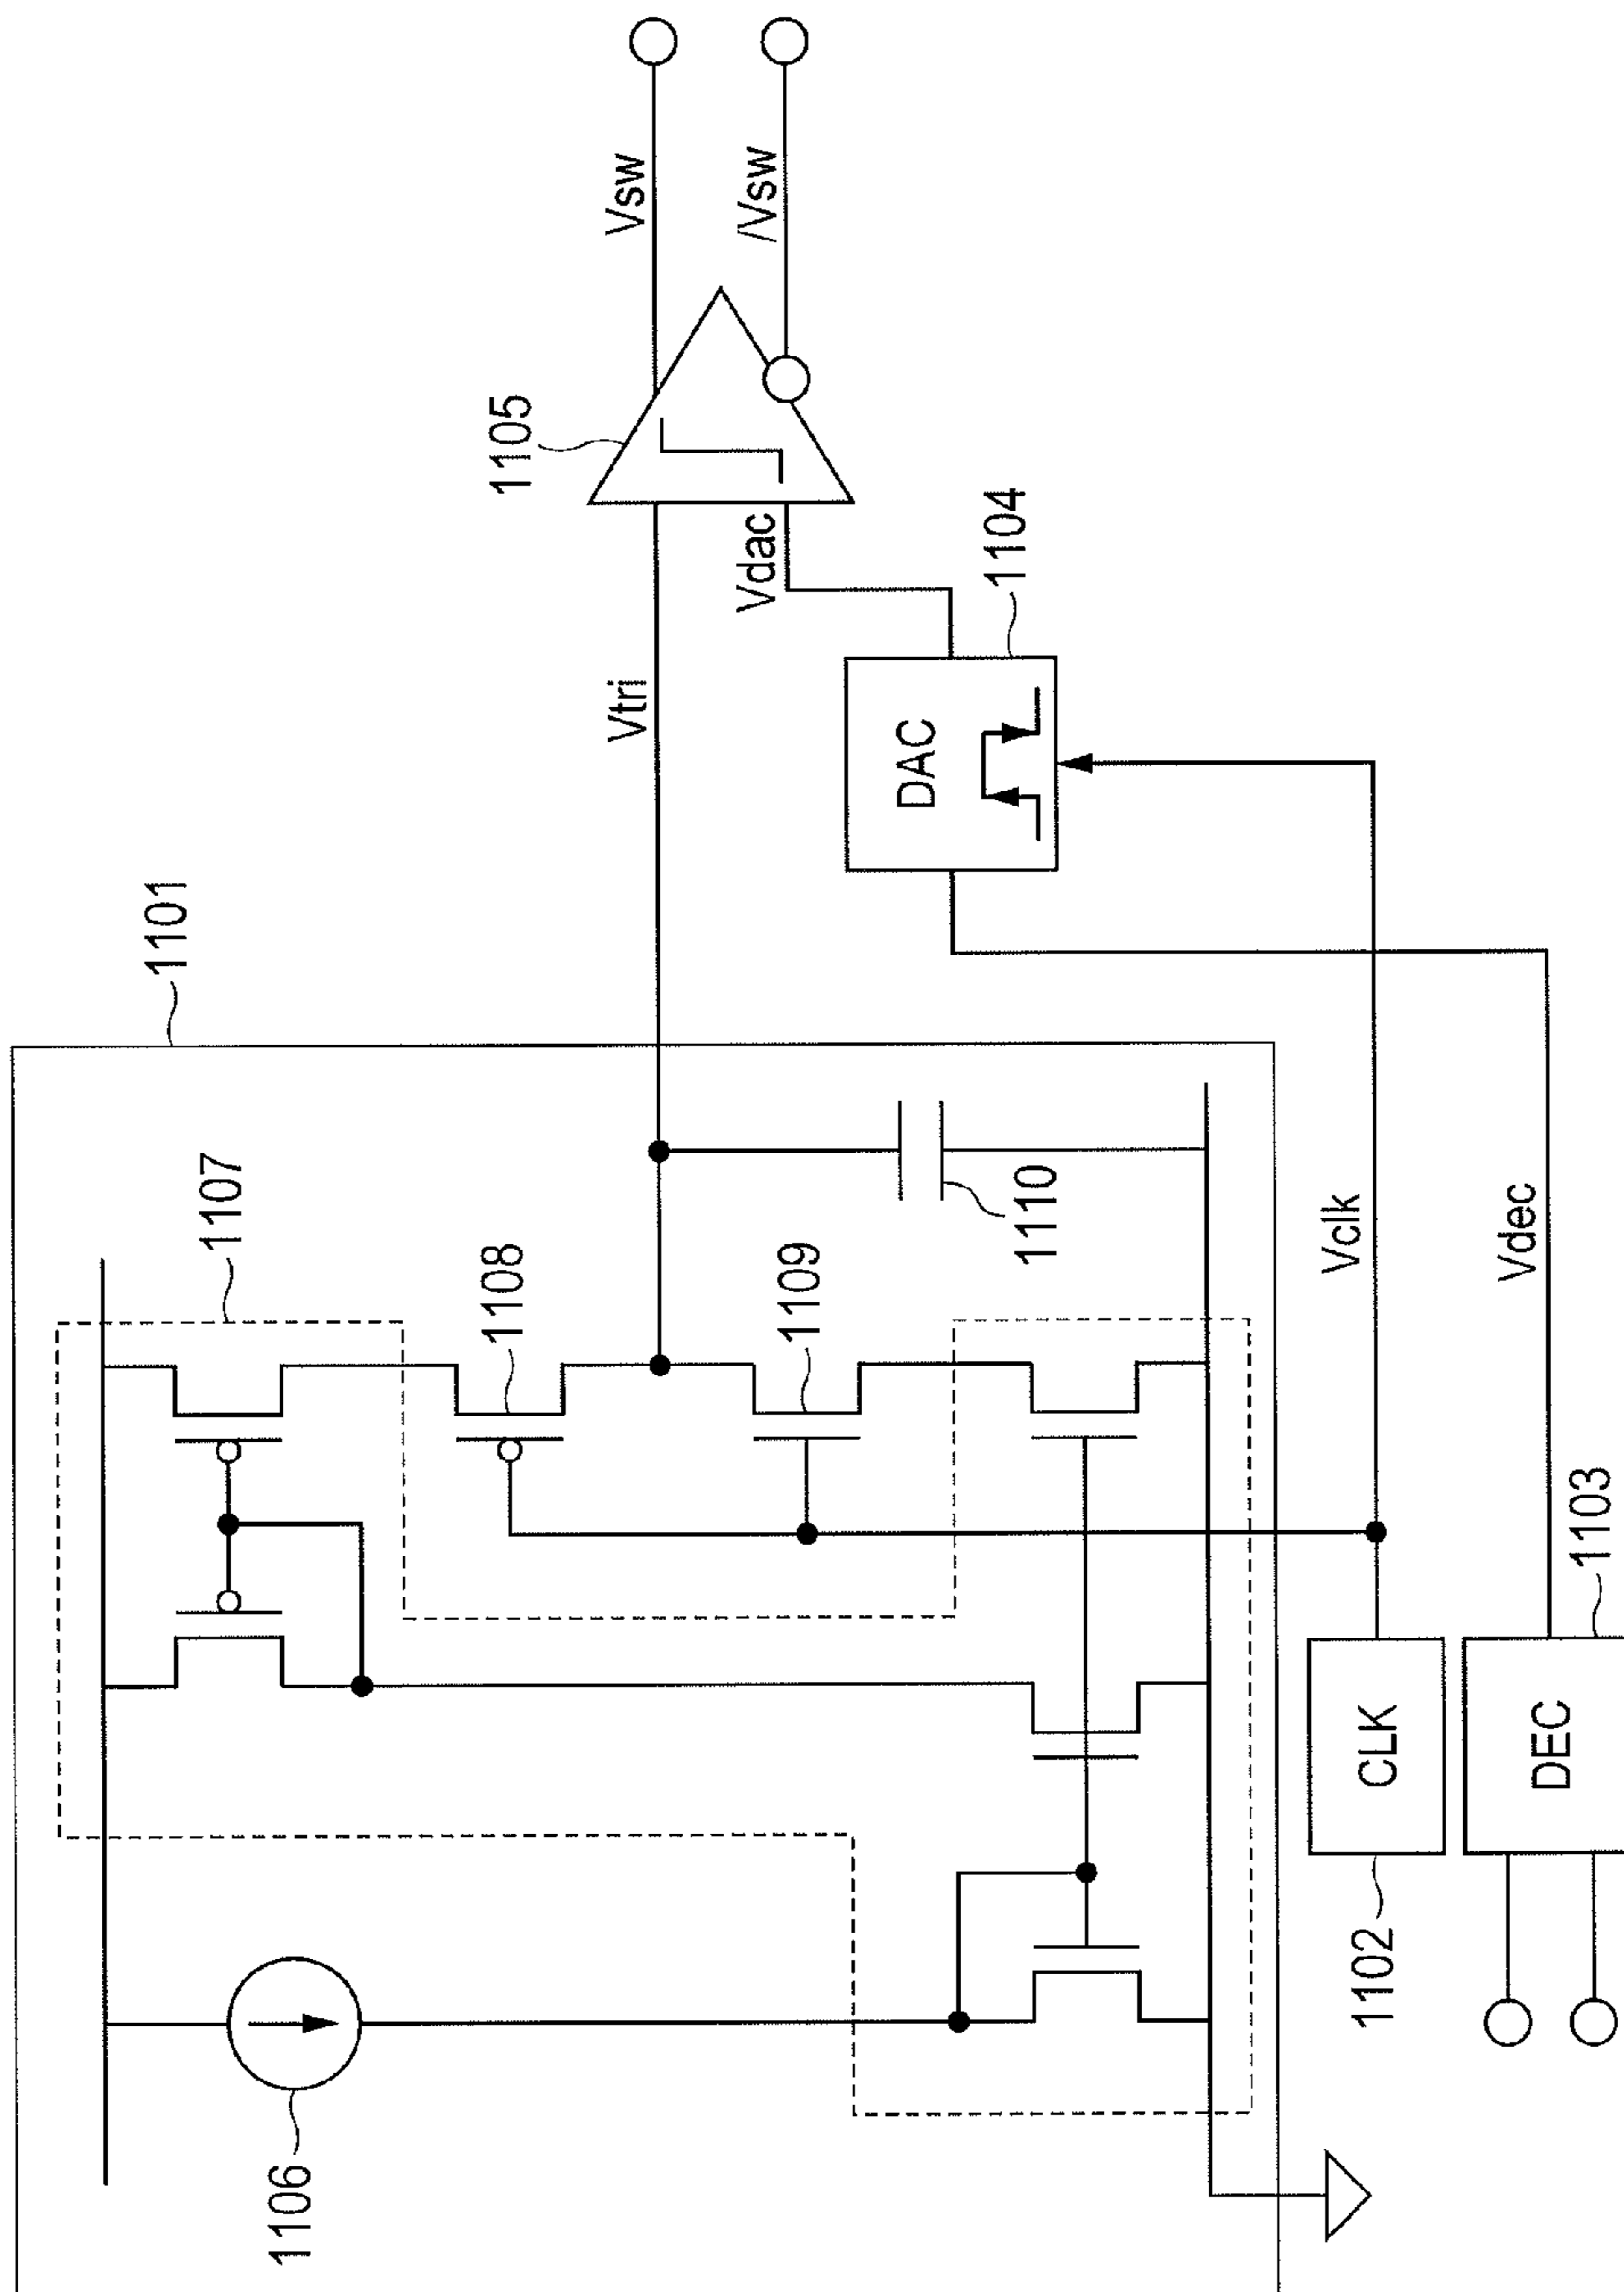 1101
1107
1106
1108
1109
1110
Vtri
1105
Vsw
/Vsw
Vdac
DAC
1104
Vclk
Vdec
CLK
1102
DEC
1103